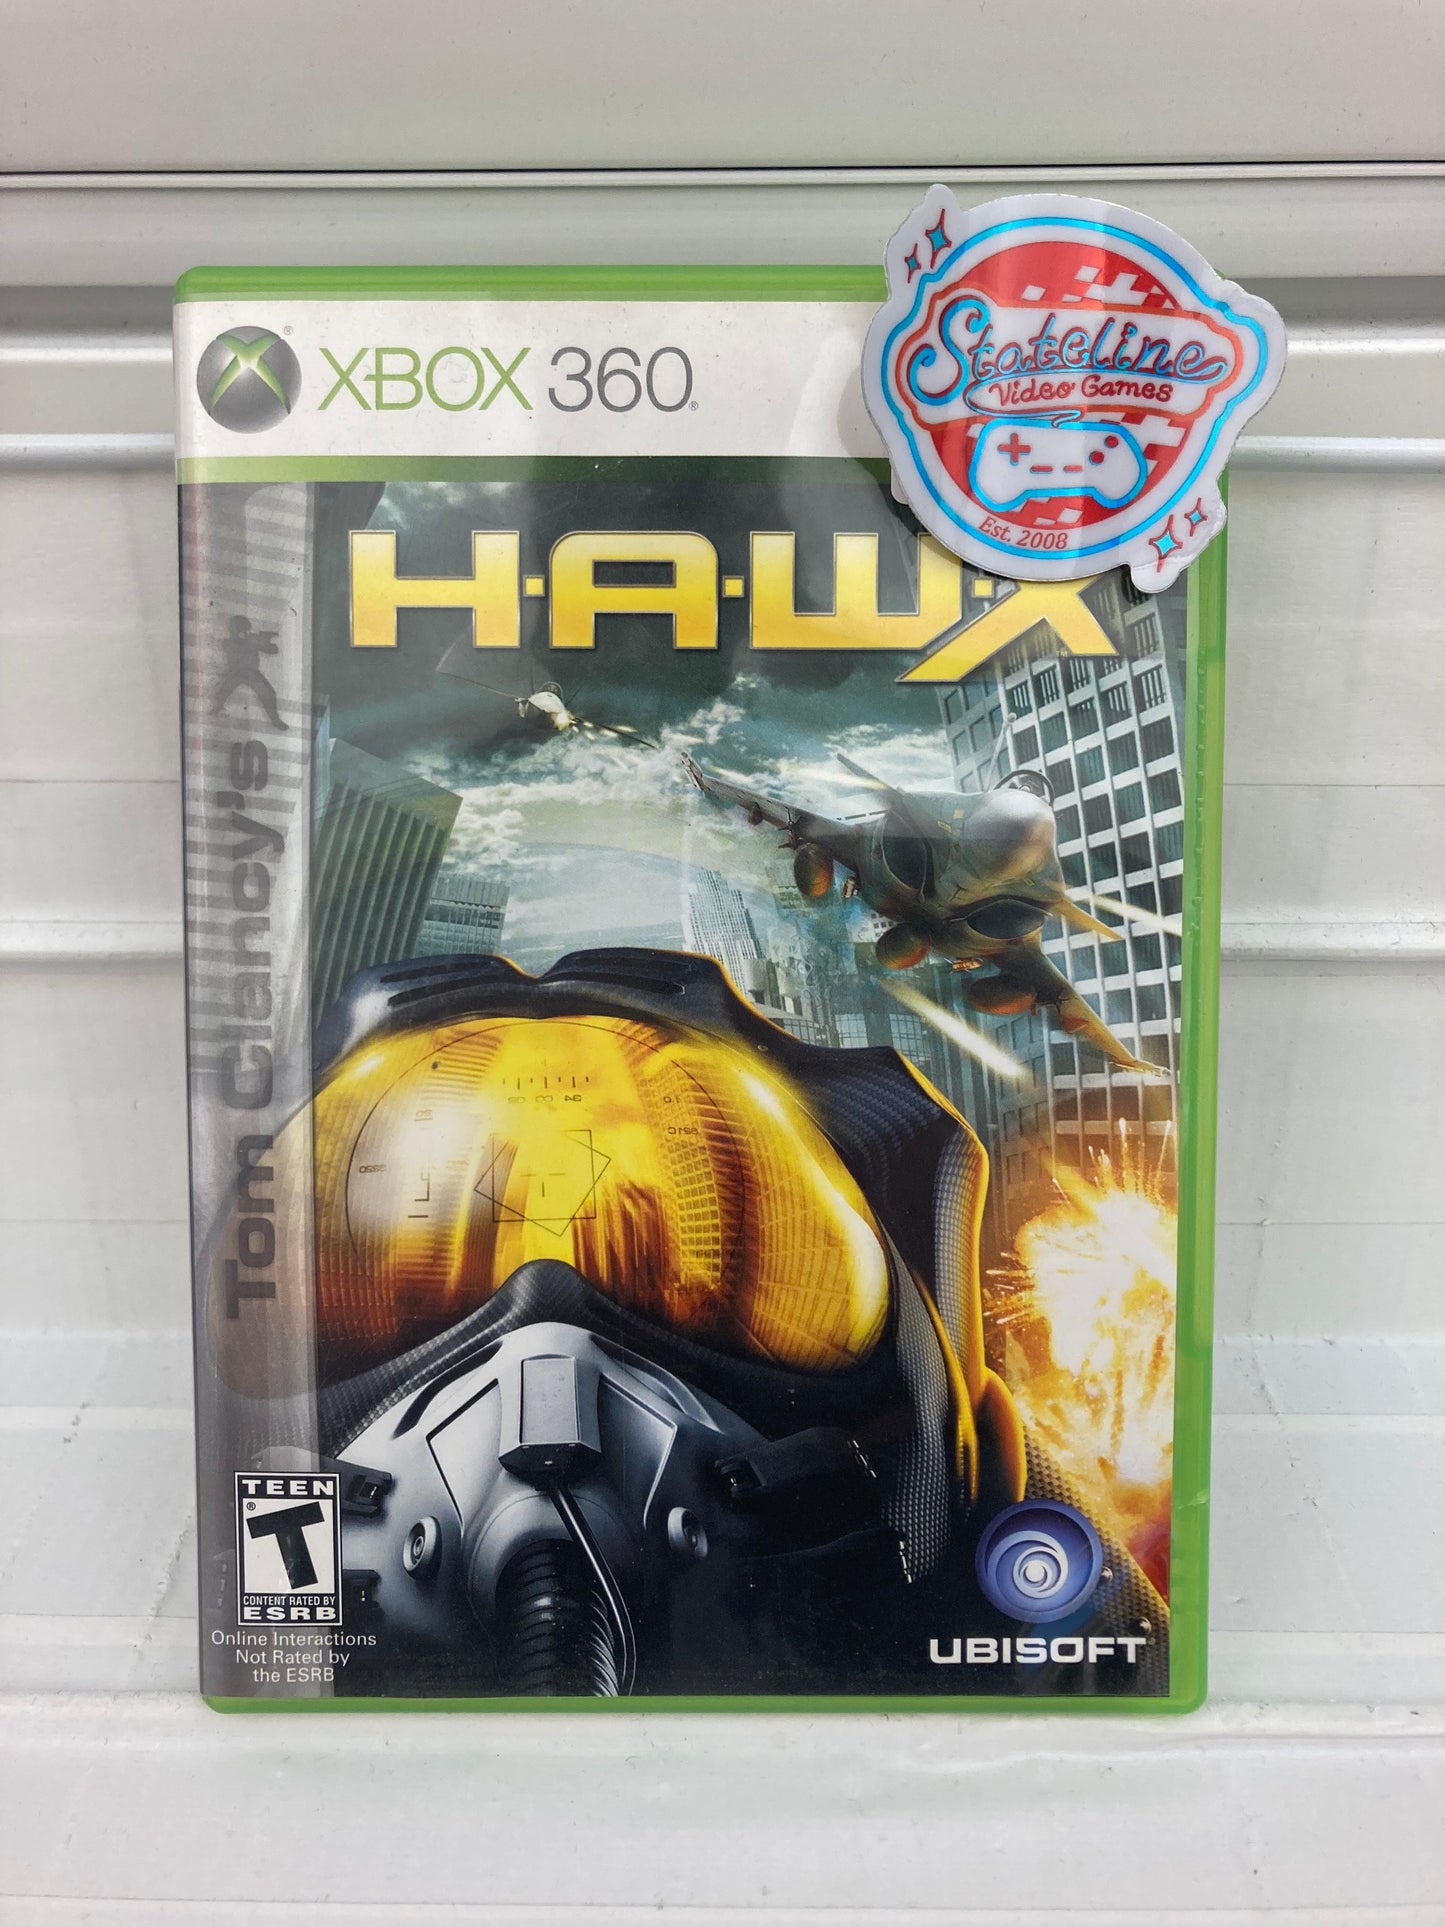 XBOX 360®
Stateline
Video Games
Est. 2008
H·A·W·X™
Tom Clancy's
TEEN
T®
CONTENT RATED BY
ESRB
Online Interactions
Not Rated by
the ESRB
UBISOFT